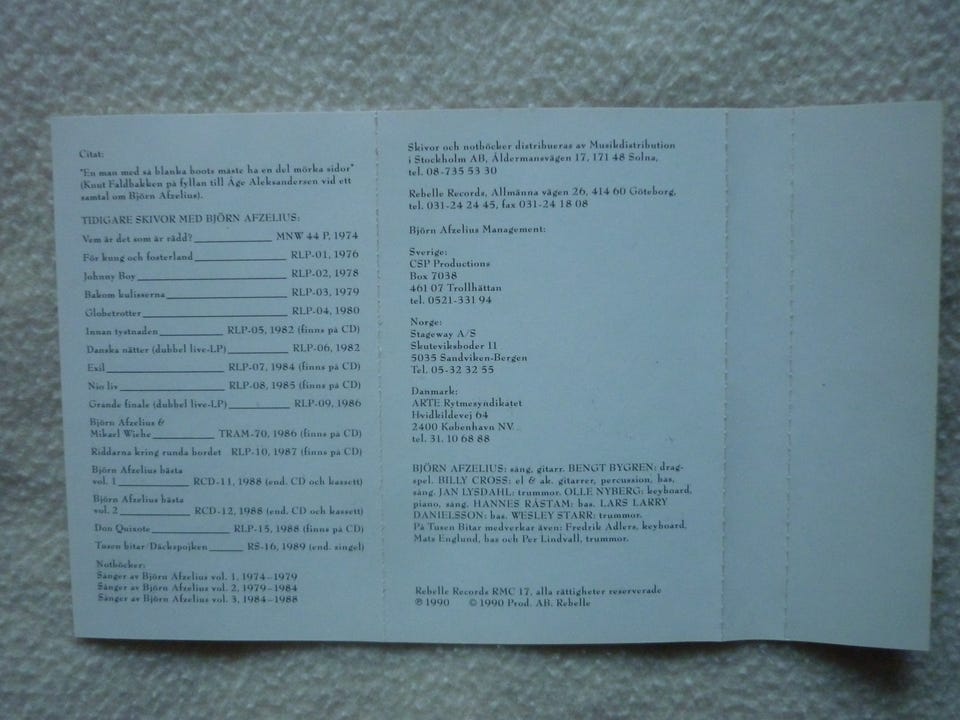 Citat:
"En man med så blanka boots måste ha en del mörka sidor"
(Knut Faldbakken på fyllan till Åge Aleksandersen vid ett
samtal om Björn Afzelius).
TIDIGARE SKIVOR MED BJÖRN AFZELIUS:
Vem är det som är rädd? MNW 44 P, 1974
För kung och fosterland RLP-01, 1976
Johnny Boy RLP-02, 1978
Bakom kulisserna RLP-03, 1979
Globetrotter RLP-04, 1980
Innan tystnaden RLP-05, 1982 (finns på CD)
Danska nätter (dubbel live-LP) RLP-06, 1982
Exil RLP-07, 1984 (finns på CD)
Nio liv RLP-08, 1985 (finns på CD)
Grande finale (dubbel live-LP) RLP-09, 1986
Björn Afzelius &
Mikael Wiehe TRAM-70, 1986 (finns på CD)
Riddarna kring runda bordet RLP-10, 1987 (finns på CD)
Björn Afzelius bästa
vol. 1 RCD-11, 1988 (end. CD och kassett)
Björn Afzelius bästa
vol. 2 RCD-12, 1988 (end. CD och kassett)
Don Quixote RLP-15, 1988 (finns på CD)
Tusen bitar/Däckspojken RS-16, 1989 (end. singel)
Notböcker:
Sånger av Björn Afzelius vol. 1, 1974–1979
Sånger av Björn Afzelius vol. 2, 1979–1984
Sånger av Björn Afzelius vol. 3, 1984–1988
Skivor och notböcker distribueras av Musikdistribution
i Stockholm AB, Åldermansvägen 17, 171 48 Solna,
tel. 08-735 53 30
Rebelle Records, Allmänna vägen 26, 414 60 Göteborg,
tel. 031-24 24 45, fax 031-24 18 08
Björn Afzelius Management:
Sverige:
CSP Productions
Box 7038
461 07 Trollhättan
tel. 0521-331 94
Norge:
Stageway A/S
Skuteviksboder 11
5035 Sandviken-Bergen
Tel. 05-32 32 55
Danmark:
ARTE Rytmesyndikatet
Hvidkildevej 64
2400 København NV
tel. 31. 10 68 88
BJÖRN AFZELIUS: sång, gitarr. BENGT BYGREN: drag-
spel. BILLY CROSS: el & ak. gitarrer, percussion, bas,
sång. JAN LYSDAHL: trummor. OLLE NYBERG: keyboard,
piano, sång. HANNES RÅSTAM: bas. LARS LARRY
DANIELSSON: bas. WESLEY STARR: trummor.
På Tusen Bitar medverkar även: Fredrik Adlers, keyboard,
Mats Englund, bas och Per Lindvall, trummor.
Rebelle Records RMC 17, alla rättigheter reserverade
℗ 1990 © 1990 Prod. AB. Rebelle